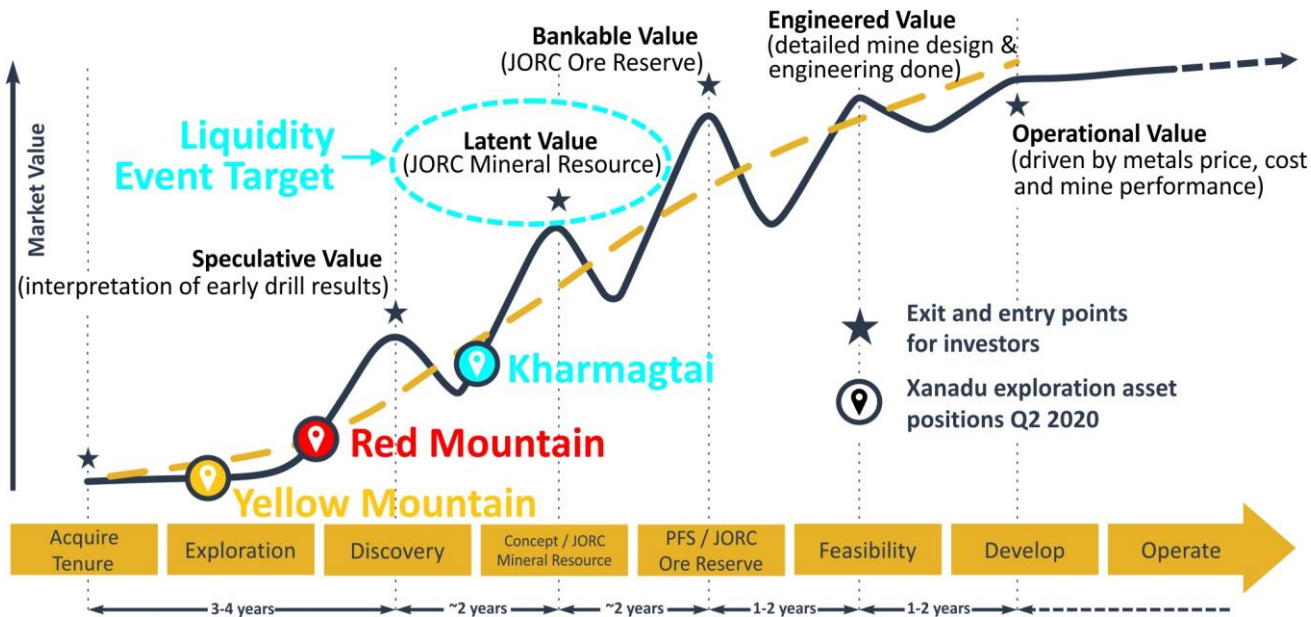 Engineered Value
(detailed mine design &
engineering done)
Bankable Value
(JORC Ore Reserve)
Liquidity
Event Target
Latent Value
(JORC Mineral Resource)
Operational Value
(driven by metals price, cost
and mine performance)
Market Value
Speculative Value
(interpretation of early drill results)
Exit and entry points
for investors
Kharmagtai
Xanadu exploration asset
positions Q2 2020
Red Mountain
Yellow Mountain
Acquire
Tenure
Exploration
Discovery
Concept / JORC
Mineral Resource
PFS / JORC
Ore Reserve
Feasibility
Develop
Operate
3-4 years
~2 years
~2 years
1-2 years
1-2 years